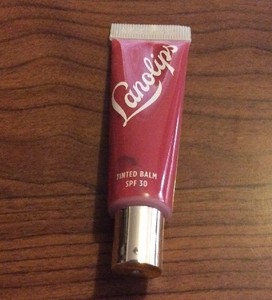 Lanolips
TINTED BALM
SPF 30